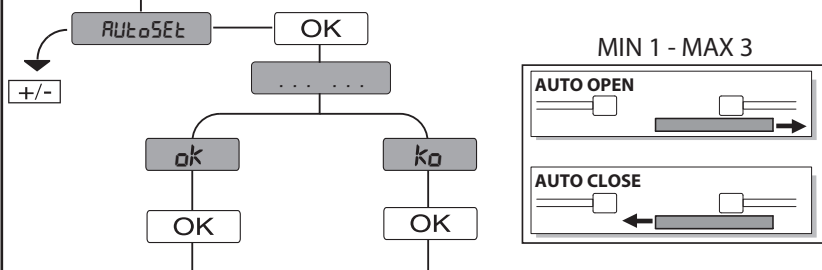 AUtoSEt
OK
MIN 1 - MAX 3
+/-
... ...
AUTO OPEN
ok
ko
AUTO CLOSE
OK
OK